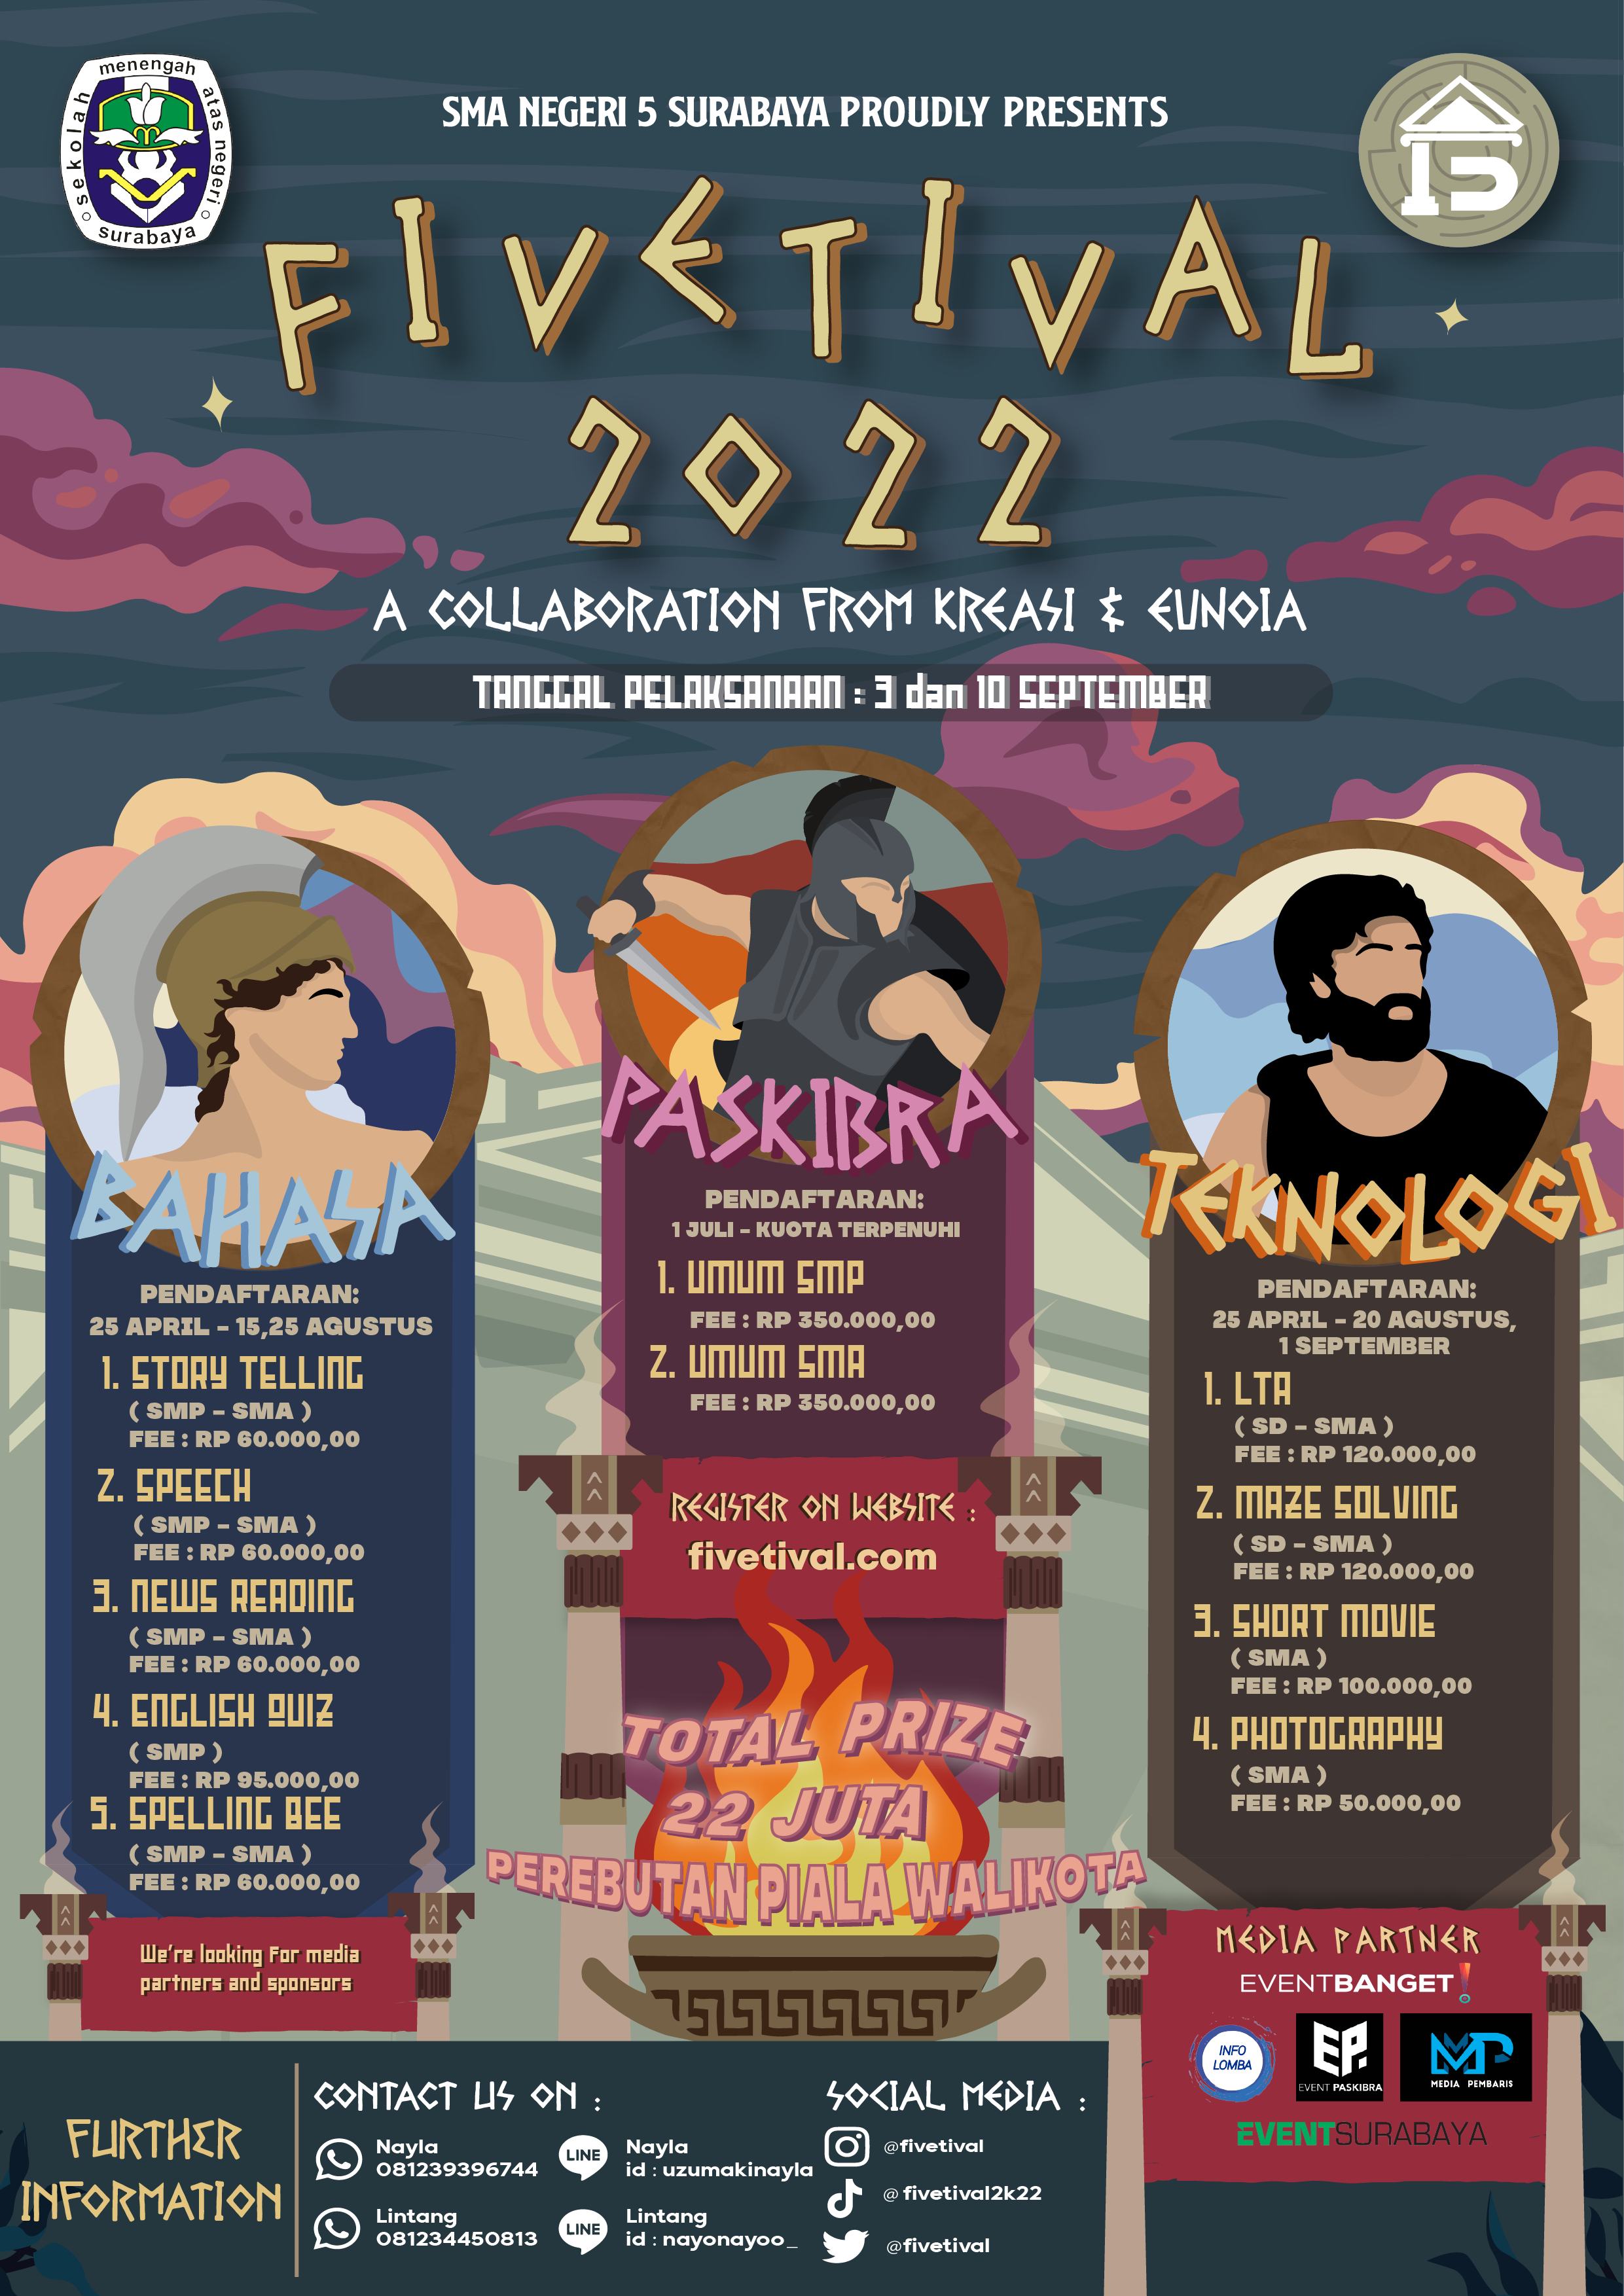 sekolah menengah atas negeri
surabaya
SMA NEGERI 5 SURABAYA PROUDLY PRESENTS
FIVETIVAL
2022
A COLLABORATION FROM KREASI & EUNOIA
TANGGAL PELAKSANAAN : 3 dan 10 SEPTEMBER
BAHASA
PENDAFTARAN:
25 APRIL - 15,25 AGUSTUS
1. STORY TELLING
( SMP - SMA )
FEE : RP 60.000,00
2. SPEECH
( SMP - SMA )
FEE : RP 60.000,00
3. NEWS READING
( SMP - SMA )
FEE : RP 60.000,00
4. ENGLISH QUIZ
( SMP )
FEE : RP 95.000,00
5. SPELLING BEE
( SMP - SMA )
FEE : RP 60.000,00
We're looking for media
partners and sponsors
PASKIBRA
PENDAFTARAN:
1 JULI - KUOTA TERPENUHI
1. UMUM SMP
FEE : RP 350.000,00
2. UMUM SMA
FEE : RP 350.000,00
REGISTER ON WEBSITE :
fivetival.com
TOTAL PRIZE
22 JUTA
PEREBUTAN PIALA WALIKOTA
TEKNOLOGI
PENDAFTARAN:
25 APRIL - 20 AGUSTUS,
1 SEPTEMBER
1. LTA
( SD - SMA )
FEE : RP 120.000,00
2. MAZE SOLVING
( SD - SMA )
FEE : RP 120.000,00
3. SHORT MOVIE
( SMA )
FEE : RP 100.000,00
4. PHOTOGRAPHY
( SMA )
FEE : RP 50.000,00
MEDIA PARTNER
EVENTBANGET!
INFO
LOMBA
EP.
EVENT PASKIBRA
MP
MEDIA PEMBARIS
EVENTSURABAYA
FURTHER
INFORMATION
CONTACT US ON :
Nayla
081239396744
Lintang
081234450813
LINE
Nayla
id : uzumakinayla
LINE
Lintang
id : nayonayoo_
SOCIAL MEDIA :
@fivetival
@ fivetival2k22
@fivetival